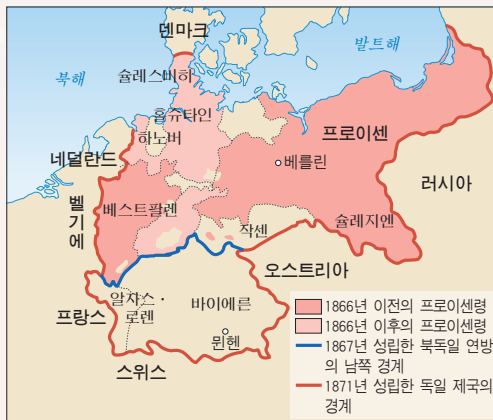 덴마크
북해
발트해
슐레스비히
홀슈타인
하노버
프로이센
네덜란드
베를린
러시아
벨기에
베스트팔렌
작센
슐레지엔
오스트리아
알자스·
로렌
바이에른
프랑스
뮌헨
스위스
1866년 이전의 프로이센령
1866년 이후의 프로이센령
1867년 성립한 북독일 연방
의 남쪽 경계
1871년 성립한 독일 제국의
경계